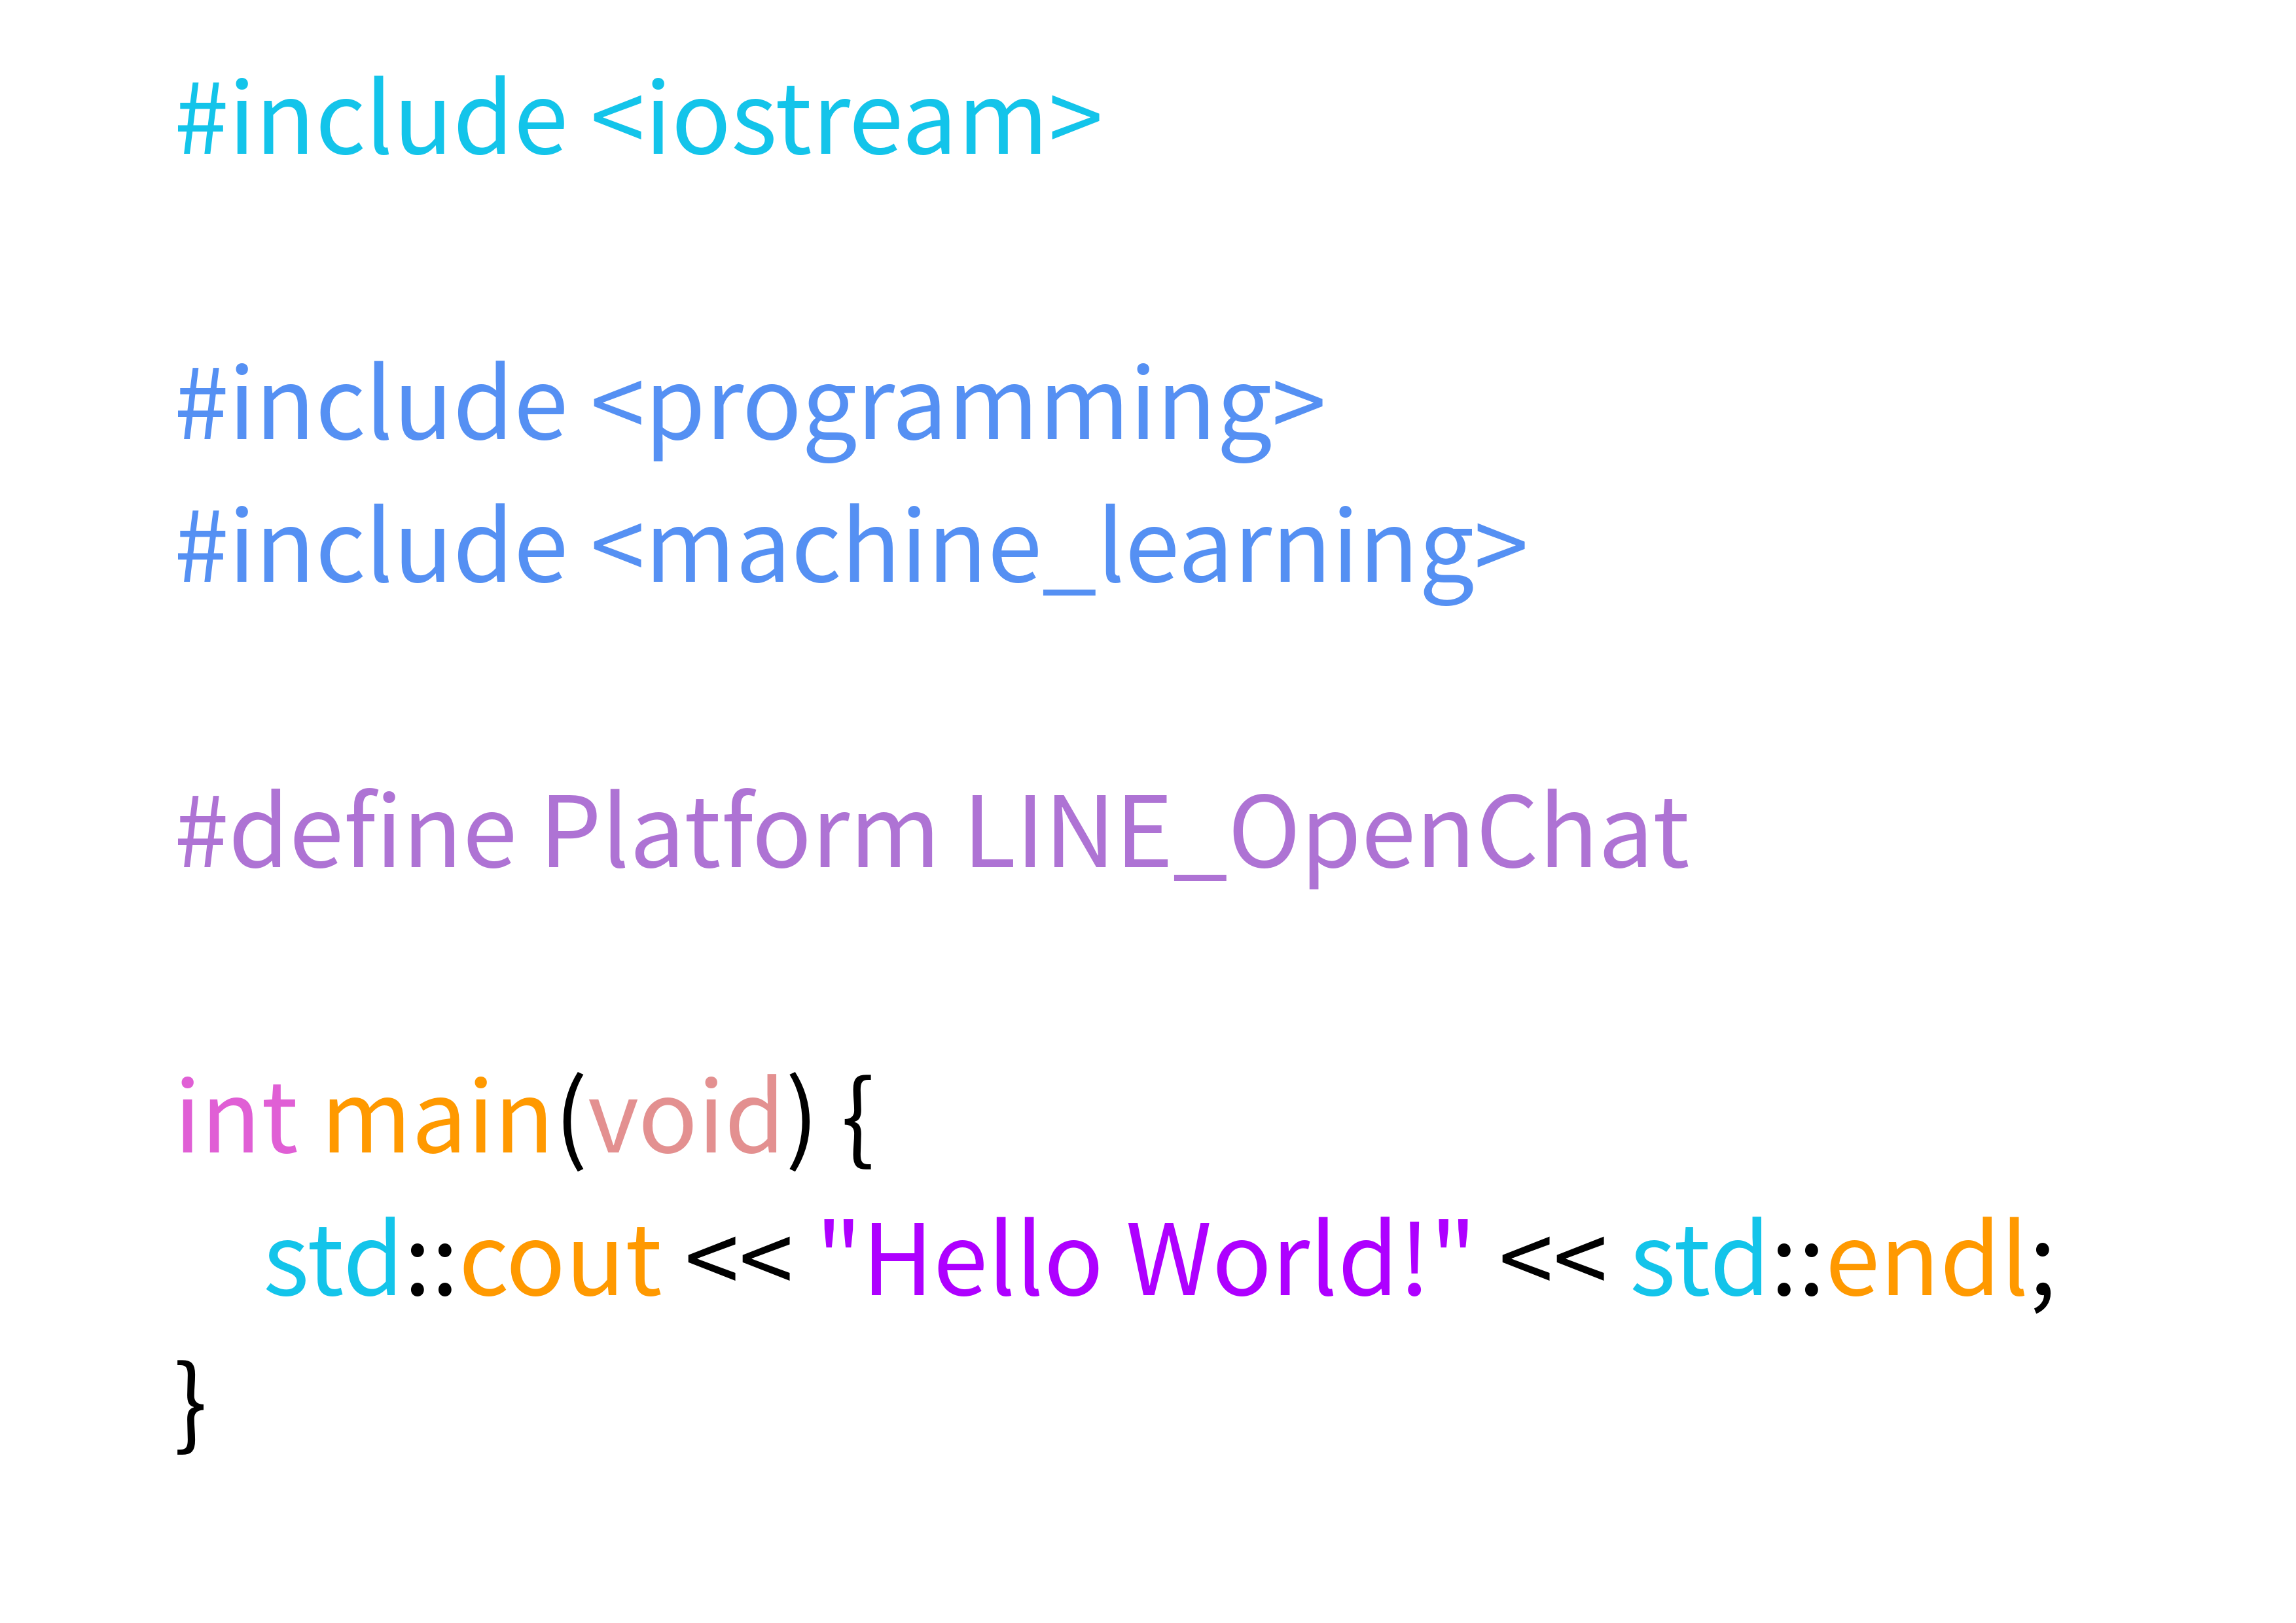 #include <iostream>
#include <programming>
#include <machine_learning>
#define Platform LINE_OpenChat
int main(void) {
std::cout << "Hello World!" << std::endl;
}